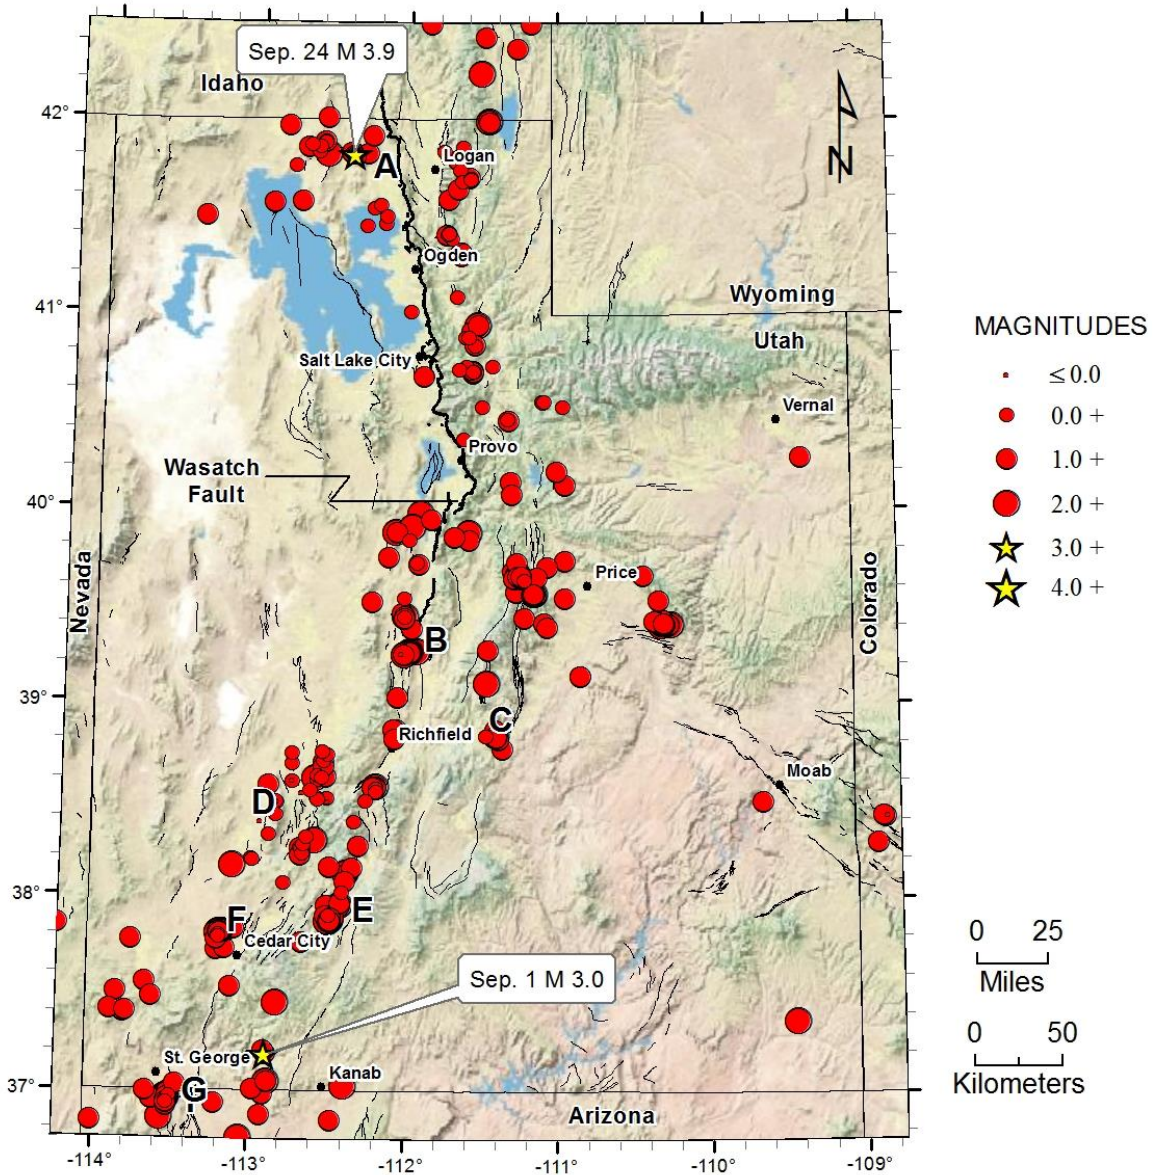 Sep. 24 M 3.9
Idaho
42°
A
Logan
N
Ogden
41°
Wyoming
Utah
Salt Lake City
Vernal
Provo
Wasatch
Fault
40°
Price
Nevada
Colorado
B
39°
C
Richfield
Moab
D
38°
E
F
Cedar City
Sep. 1 M 3.0
St. George
Kanab
37°
G
Arizona
-114°
-113°
-112°
-111°
-110°
-109°
MAGNITUDES
≤ 0.0
0.0 +
1.0 +
2.0 +
3.0 +
4.0 +
0 25
Miles
0 50
Kilometers